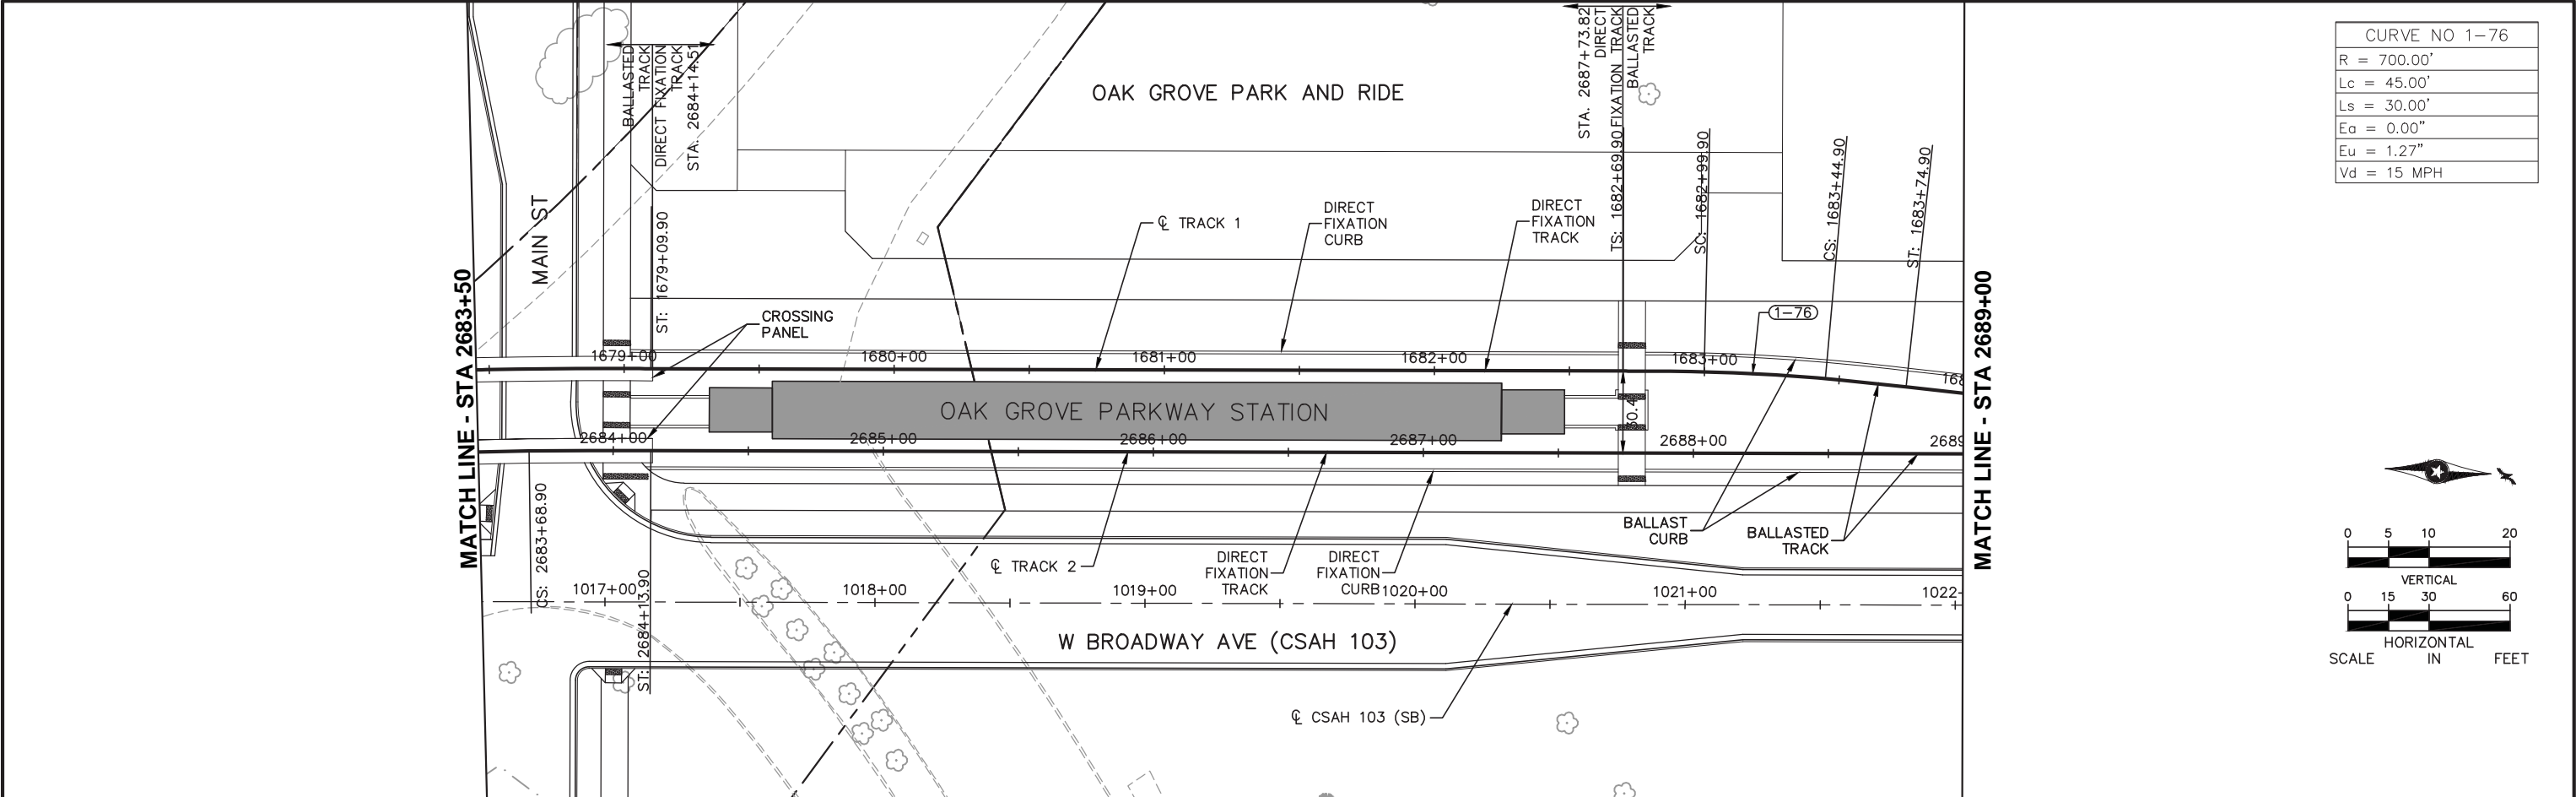 BALLASTED
TRACK
DIRECT FIXATION
TRACK
STA. 2684+14.51
OAK GROVE PARK AND RIDE
STA. 2687+73.82
DIRECT
FIXATION TRACK
BALLASTED
TRACK
CURVE NO 1-76
R = 700.00'
Lc = 45.00'
Ls = 30.00'
Ea = 0.00"
Eu = 1.27"
Vd = 15 MPH
MAIN ST
ST: 1679+09.90
℄ TRACK 1
DIRECT
FIXATION
CURB
DIRECT
FIXATION
TRACK
TS: 1682+69.90
SC: 1682+99.90
CS: 1683+44.90
ST: 1683+74.90
MATCH LINE - STA 2683+50
CROSSING
PANEL
1-76
1679+00
1680+00
1681+00
1682+00
1683+00
168
OAK GROVE PARKWAY STATION
30.4
2684+00
2685+00
2686+00
2687+00
2688+00
2689
MATCH LINE - STA 2689+00
CS: 2683+68.90
ST: 2684+13.90
℄ TRACK 2
DIRECT
FIXATION
TRACK
DIRECT
FIXATION
CURB
BALLAST
CURB
BALLASTED
TRACK
1017+00
1018+00
1019+00
1020+00
1021+00
1022-
W BROADWAY AVE (CSAH 103)
℄ CSAH 103 (SB)
0 5 10 20
VERTICAL
0 15 30 60
HORIZONTAL
SCALE IN FEET